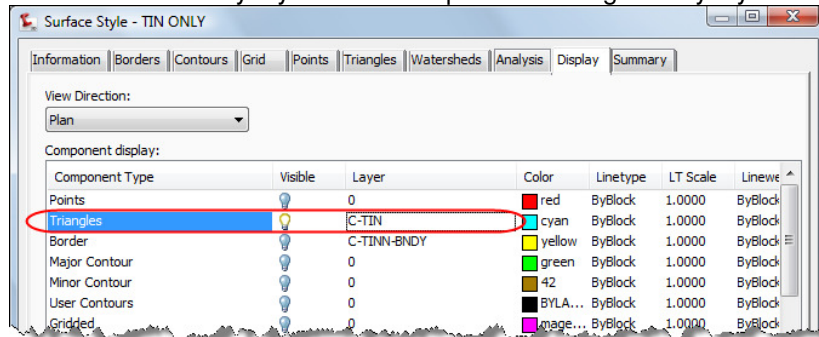 Surface Style - TIN ONLY
Information Borders Contours Grid Points Triangles Watersheds Analysis Display Summary
View Direction:
Plan
Component display:
Component Type Visible Layer Color Linetype LT Scale Linewe
Points 0 red ByBlock 1.0000 ByBlock
Triangles C-TIN cyan ByBlock 1.0000 ByBlock
Border C-TINN-BNDY yellow ByBlock 1.0000 ByBlock
Major Contour 0 green ByBlock 1.0000 ByBlock
Minor Contour 0 42 ByBlock 1.0000 ByBlock
User Contours 0 BYLA... ByBlock 1.0000 ByBlock
Gridded 0 mage... ByBlock 1.0000 ByBlock